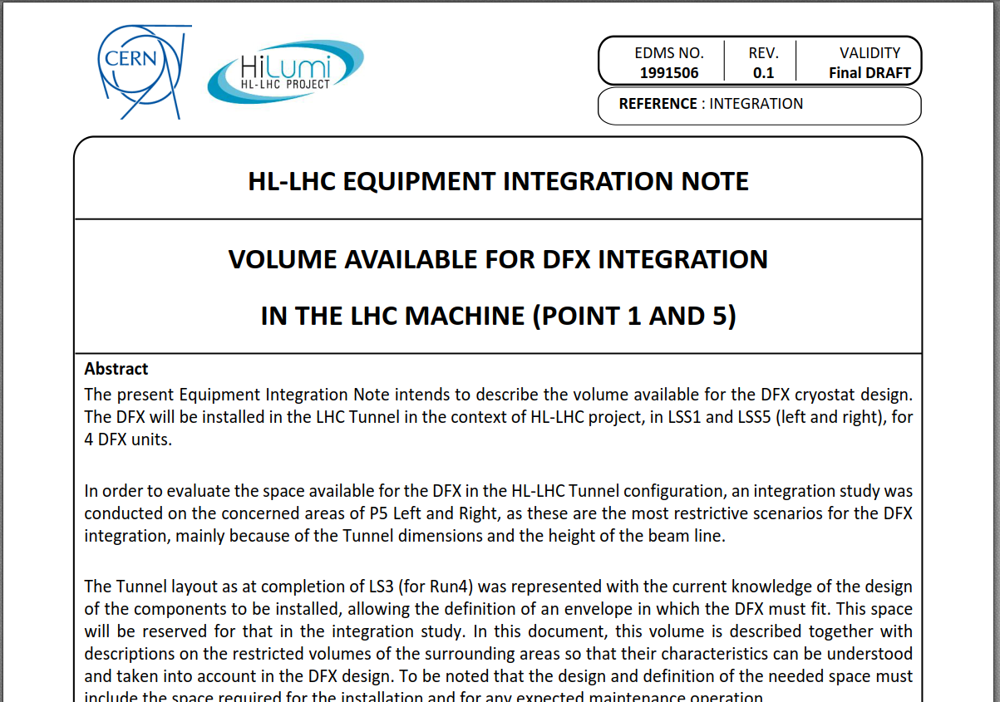 CERN
HiLumi
HL-LHC PROJECT
EDMS NO. REV. VALIDITY
1991506 0.1 Final DRAFT
REFERENCE : INTEGRATION
HL-LHC EQUIPMENT INTEGRATION NOTE
VOLUME AVAILABLE FOR DFX INTEGRATION
IN THE LHC MACHINE (POINT 1 AND 5)
Abstract
The present Equipment Integration Note intends to describe the volume available for the DFX cryostat design.
The DFX will be installed in the LHC Tunnel in the context of HL-LHC project, in LSS1 and LSS5 (left and right), for
4 DFX units.
In order to evaluate the space available for the DFX in the HL-LHC Tunnel configuration, an integration study was
conducted on the concerned areas of P5 Left and Right, as these are the most restrictive scenarios for the DFX
integration, mainly because of the Tunnel dimensions and the height of the beam line.
The Tunnel layout as at completion of LS3 (for Run4) was represented with the current knowledge of the design
of the components to be installed, allowing the definition of an envelope in which the DFX must fit. This space
will be reserved for that in the integration study. In this document, this volume is described together with
descriptions on the restricted volumes of the surrounding areas so that their characteristics can be understood
and taken into account in the DFX design. To be noted that the design and definition of the needed space must
include the space required for the installation and for any expected maintenance operation.